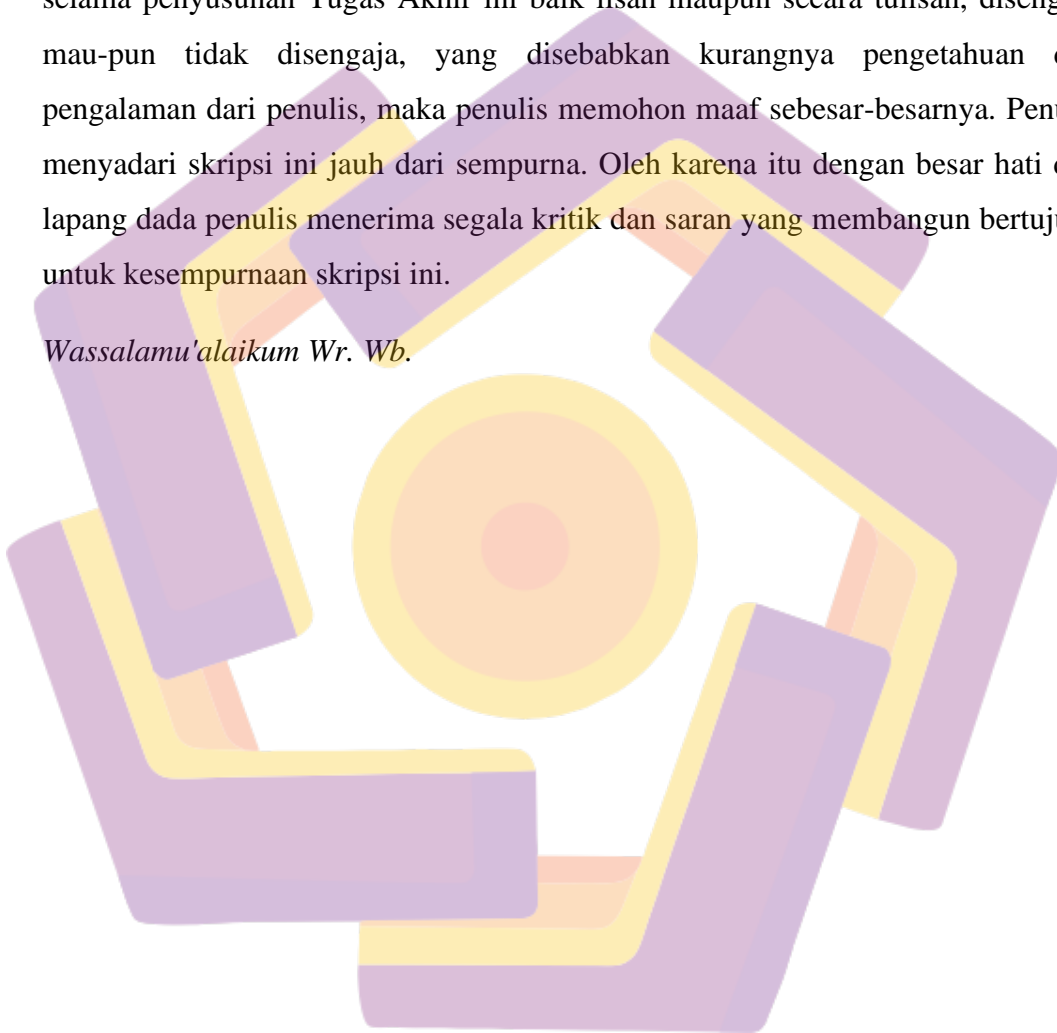 selama penyusunan Tugas Akhir ini baik lisan maupun secara tulisan,
mau-pun tidak disengaja, yang disebabkan kurangnya pengetahuan
pengalaman dari penulis, maka penulis memohon maaf sebesar-besarnya.
menyadari skripsi ini jauh dari sempurna. Oleh karena itu dengan besar hati
lapang dada penulis menerima segala kritik dan saran yang membangun
untuk kesempurnaan skripsi ini.
Wassalamu'alaikum Wr. Wb.